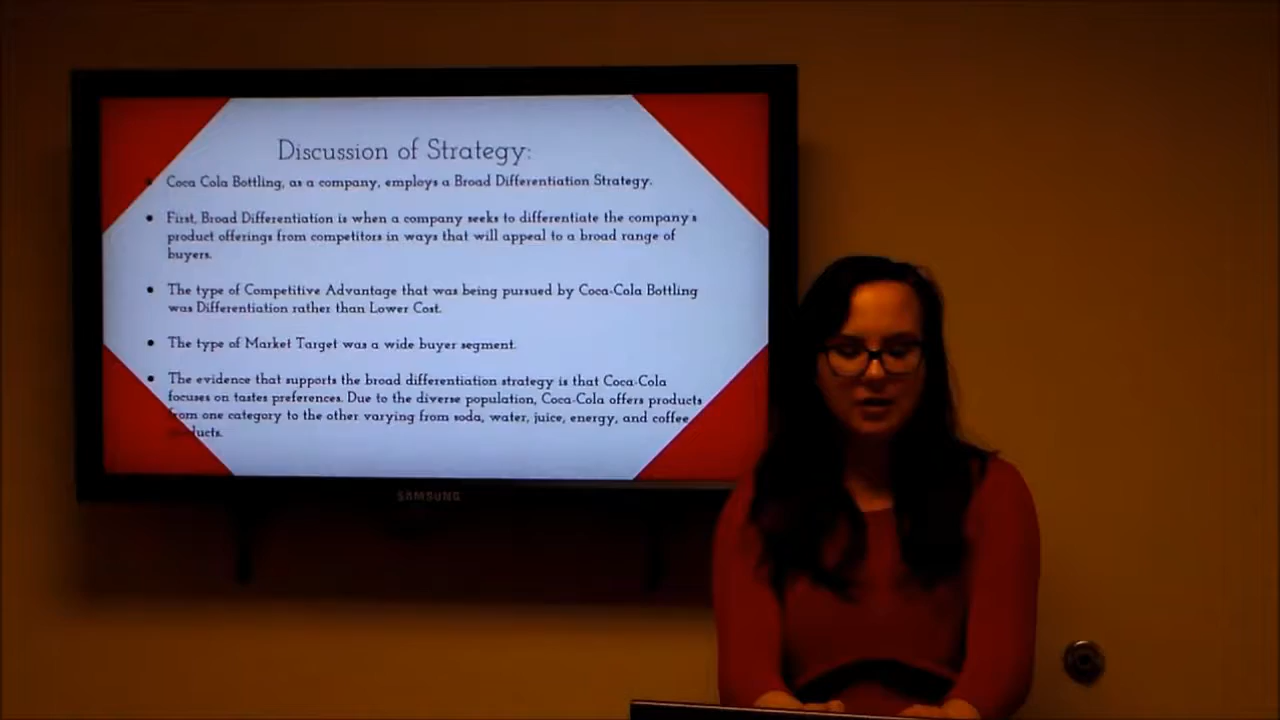 Discussion of Strategy:
Coca Cola Bottling, as a company, employs a Broad Differentiation Strategy.
First, Broad Differentiation is when a company seeks to differentiate the company's
product offerings from competitors in ways that will appeal to a broad range of
buyers.
The type of Competitive Advantage that was being pursued by Coca-Cola Bottling
was Differentiation rather than Lower Cost.
The type of Market Target was a wide buyer segment.
The evidence that supports the broad differentiation strategy is that Coca-Cola
focuses on tastes preferences. Due to the diverse population, Coca-Cola offers products
from one category to the other varying from soda, water, juice, energy, and coffee
SAMSUNG